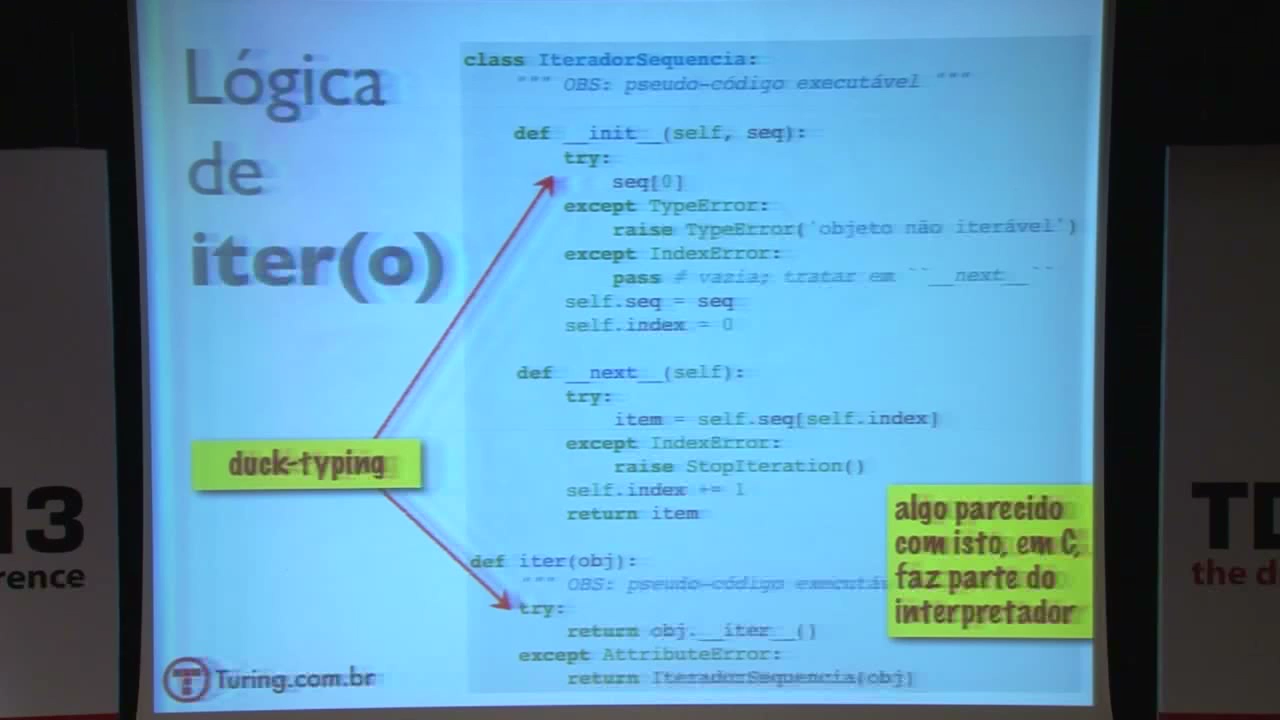 Lógica
de
iter(o)
class IteradorSequencia:
""" OBS: pseudo-código executável """
def __init__(self, seq):
try:
seq[0]
except TypeError:
raise TypeError('objeto não iterável')
except IndexError:
pass # vazia; tratar em ``__next__``
self.seq = seq
self.index = 0
def __next__(self):
try:
item = self.seq[self.index]
except IndexError:
raise StopIteration()
self.index += 1
return item
def iter(obj):
""" OBS: pseudo-código
try:
return obj.__iter__()
except AttributeError:
return IteradorSequencia(obj)
duck-typing
algo parecido
com isto, em C,
faz parte do
interpretador
T Turing.com.br
13
rence
TD
the d